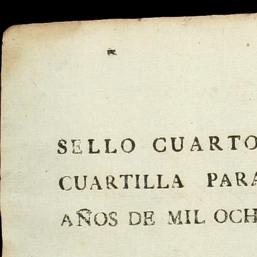 SELLO CUARTO
CUARTILLA PARA
AÑOS DE MIL OCH